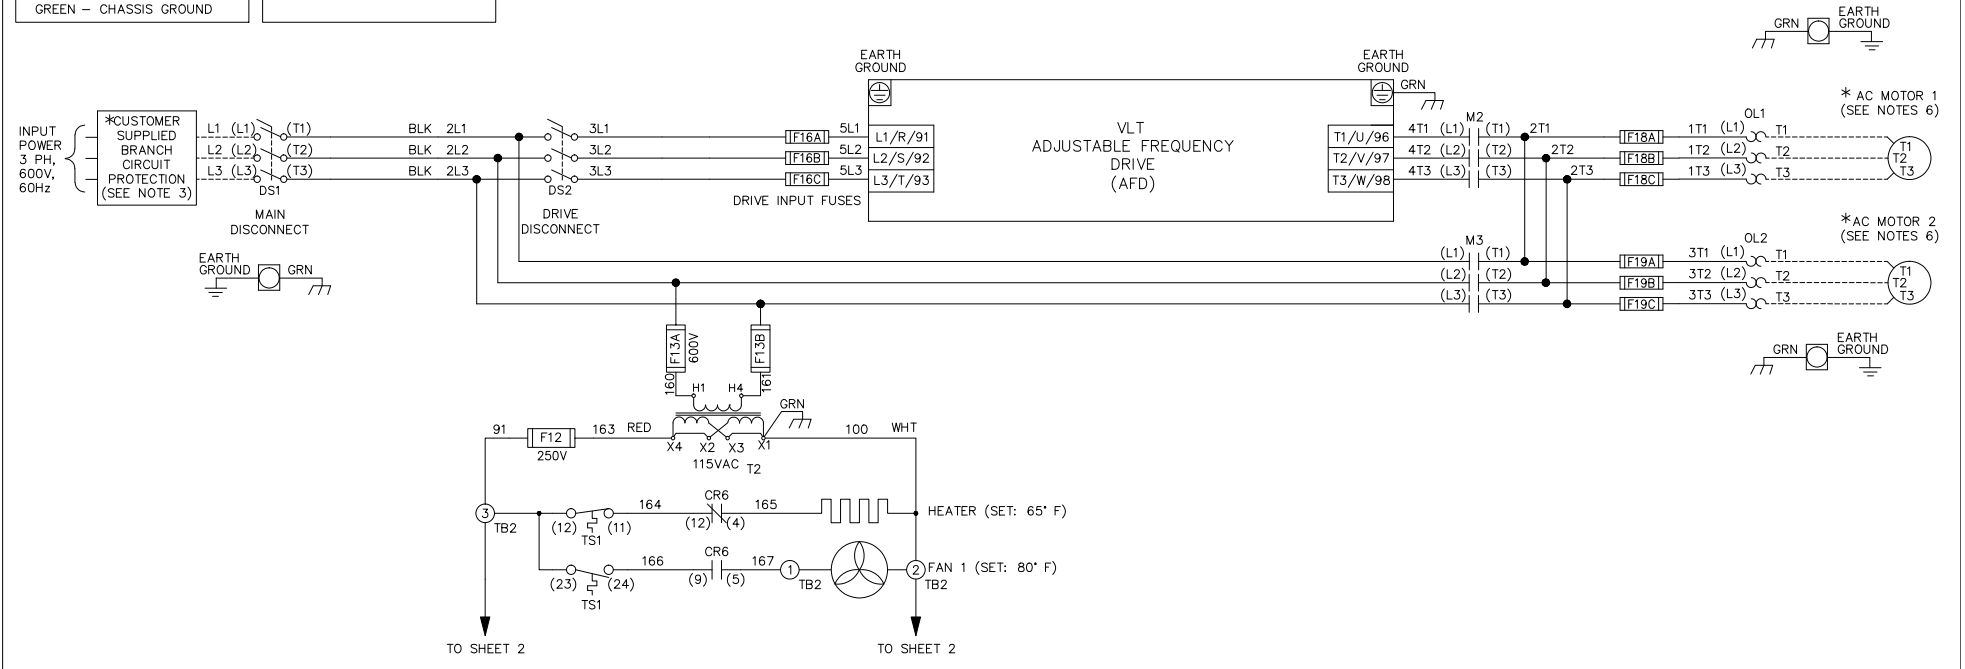 GREEN – CHASSIS GROUND
GRN
EARTH
GROUND
EARTH
GROUND
EARTH
GROUND
GRN
INPUT
POWER
3 PH,
600V,
60Hz
*CUSTOMER
SUPPLIED
BRANCH
CIRCUIT
PROTECTION
(SEE NOTE 3)
L1 (L1) (T1) BLK 2L1 3L1 F16A 5L1 L1/R/91
L2 (L2) (T2) BLK 2L2 3L2 F16B 5L2 L2/S/92
L3 (L3) (T3) BLK 2L3 3L3 F16C 5L3 L3/T/93
DS1
MAIN
DISCONNECT
DS2
DRIVE
DISCONNECT
DRIVE INPUT FUSES
VLT
ADJUSTABLE FREQUENCY
DRIVE
(AFD)
M2
OL1
T1/U/96 4T1 (L1) (T1) 2T1 F18A 1T1 (L1) T1
T2/V/97 4T2 (L2) (T2) 2T2 F18B 1T2 (L2) T2
T3/W/98 4T3 (L3) (T3) 2T3 F18C 1T3 (L3) T3
* AC MOTOR 1
(SEE NOTES 6)
T1
T2
T3
M3
OL2
(L1) (T1) F19A 3T1 (L1) T1
(L2) (T2) F19B 3T2 (L2) T2
(L3) (T3) F19C 3T3 (L3) T3
*AC MOTOR 2
(SEE NOTES 6)
T1
T2
T3
EARTH
GROUND
GRN
GRN
EARTH
GROUND
F13A
600V
F13B
160
161
H1 H4
GRN
91 F12 163 RED
250V
X4 X2 X3 X1
115VAC T2
100 WHT
3
TB2
(12) (11)
TS1
164
CR6
(12) (4)
165
HEATER (SET: 65° F)
(23) (24)
TS1
166
CR6
(9) (5)
167
1
TB2
2
TB2
FAN 1 (SET: 80° F)
TO SHEET 2
TO SHEET 2